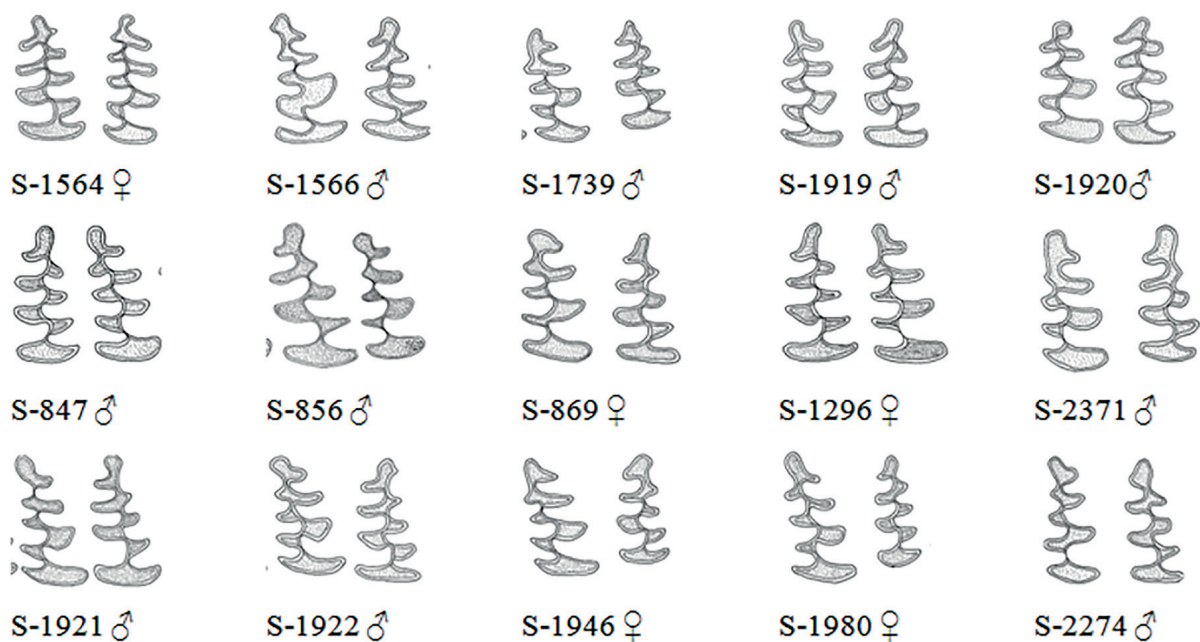 S-1564 ♀ S-1566 ♂ S-1739 ♂ S-1919 ♂ S-1920♂
S-847 ♂ S-856 ♂ S-869 ♀ S-1296 ♀ S-2371 ♂
S-1921 ♂ S-1922 ♂ S-1946 ♀ S-1980 ♀ S-2274 ♂